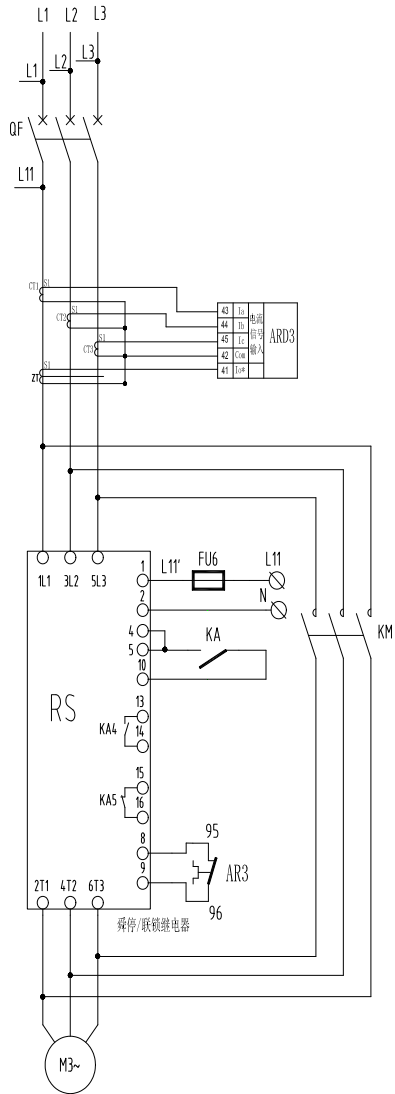 L1 L2 L3
L3
L2
L1
QF
L11
CT1 S1
CT2 S1
CT3 S1
ZT S1
43 Ia 电流
44 Ib 信号
45 Ic 输入
42 Com
41 Io*
ARD3
1L1 3L2 5L3
1 L11' FU6 L11
2 N
4
5 KA
10
KM
RS
13
KA4 14
15
KA5 16
8 95
9 AR3
96
2T1 4T2 6T3
舜停/联锁继电器
M3~